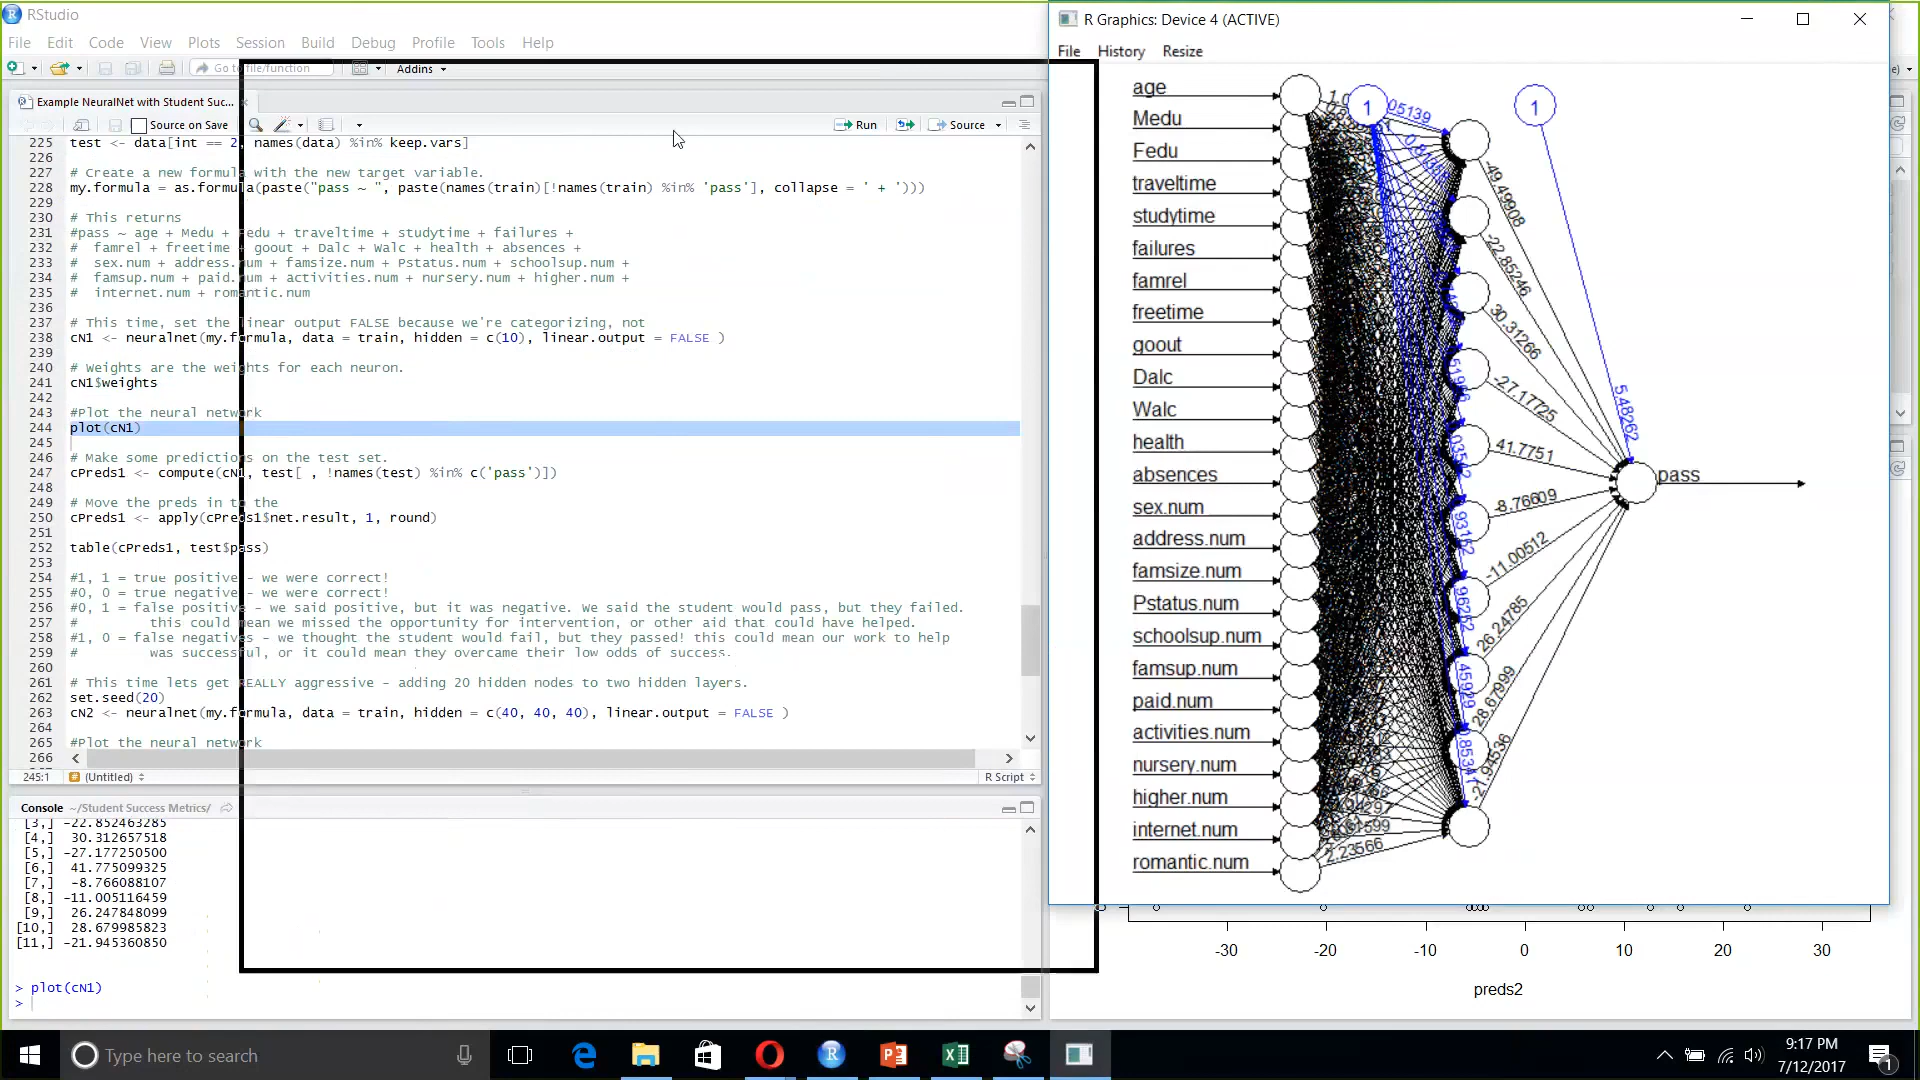 RStudio
File Edit Code View Plots Session Build Debug Profile Tools Help
Go to file/function Addins
Example NeuralNet with Student Suc...
Source on Save Run Source
225 test <- data[int == 2, names(data) %in% keep.vars]
226
227 # Create a new formula with the new target variable.
228 my.formula = as.formula(paste("pass ~ ", paste(names(train)[!names(train) %in% 'pass'], collapse = ' + ')))
229
230 # This returns
231 #pass ~ age + Medu + Fedu + traveltime + studytime + failures +
232 # famrel + freetime + goout + Dalc + Walc + health + absences +
233 # sex.num + address.num + famsize.num + Pstatus.num + schoolsup.num +
234 # famsup.num + paid.num + activities.num + nursery.num + higher.num +
235 # internet.num + romantic.num
236
237 # This time, set the linear output FALSE because we're categorizing, not
238 cN1 <- neuralnet(my.formula, data = train, hidden = c(10), linear.output = FALSE )
239
240 # Weights are the weights for each neuron.
241 cN1$weights
242
243 #Plot the neural network
244 plot(cN1)
245
246 # Make some predictions on the test set.
247 cPreds1 <- compute(cN1, test[ , !names(test) %in% c('pass')])
248
249 # Move the preds in to the
250 cPreds1 <- apply(cPreds1$net.result, 1, round)
251
252 table(cPreds1, test$pass)
253
254 #1, 1 = true positive - we were correct!
255 #0, 0 = true negative - we were correct!
256 #0, 1 = false positive - we said positive, but it was negative. We said the student would pass, but they failed.
257 # this could mean we missed the opportunity for intervention, or other aid that could have helped.
258 #1, 0 = false negatives - we thought the student would fail, but they passed! this could mean our work to help
259 # was successful, or it could mean they overcame their low odds of success.
260
261 # This time lets get REALLY aggressive - adding 20 hidden nodes to two hidden layers.
262 set.seed(20)
263 cN2 <- neuralnet(my.formula, data = train, hidden = c(40, 40, 40), linear.output = FALSE )
264
265 #Plot the neural network
266
245:1 (Untitled) R Script
Console ~/Student Success Metrics/
[3,] -22.852463285
[4,] 30.312657518
[5,] -27.177250500
[6,] 41.775099325
[7,] -8.766088107
[8,] -11.005116459
[9,] 26.247848099
[10,] 28.679985823
[11,] -21.945360850
> plot(cN1)
>
R Graphics: Device 4 (ACTIVE)
File History Resize
age
Medu
Fedu
traveltime
studytime
failures
famrel
freetime
goout
Dalc
Walc
health
absences
sex.num
address.num
famsize.num
Pstatus.num
schoolsup.num
famsup.num
paid.num
activities.num
nursery.num
higher.num
internet.num
romantic.num
1
1
-49.49908
-22.85246
30.31266
-27.17725
41.7751
-8.76609
-11.00512
26.24785
28.67999
-21.94536
5.48262
2.23566
pass
-30 -20 -10 0 10 20 30
preds2
Type here to search
9:17 PM
7/12/2017
1